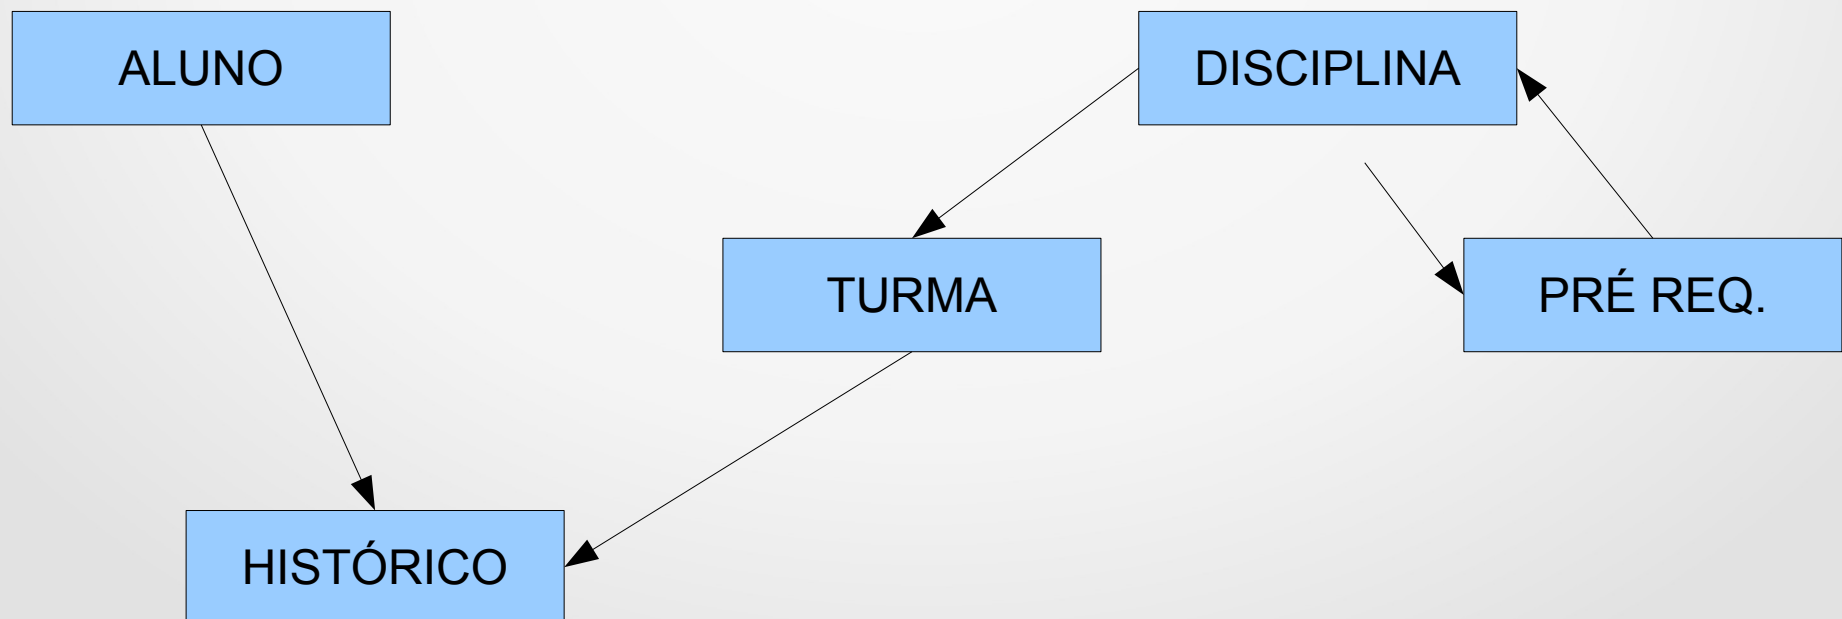 ALUNO
DISCIPLINA
TURMA
PRÉ REQ.
HISTÓRICO